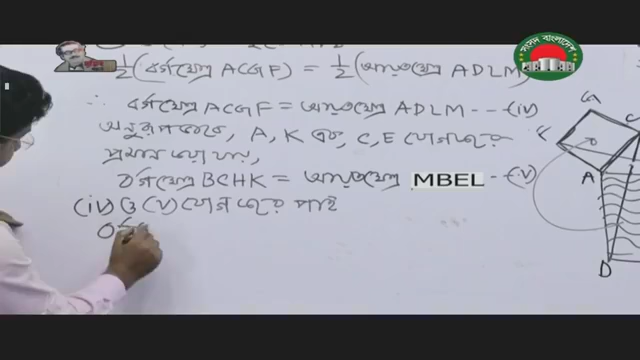 ½(বর্গক্ষেত্র ACGF) = ½(আয়তক্ষেত্র ADLM)
∴ বর্গক্ষেত্র ACGF = আয়তক্ষেত্র ADLM --- (iv)
অনুরূপভাবে, A, K এবং C, E যোগ করে
প্রমাণ করা যায়,
বর্গক্ষেত্র BCHK = আয়তক্ষেত্র MBEL --- (v)
(iv) ও (v) যোগ করে পাই
সংসদ বাংলাদেশ
G
C
F
A
D